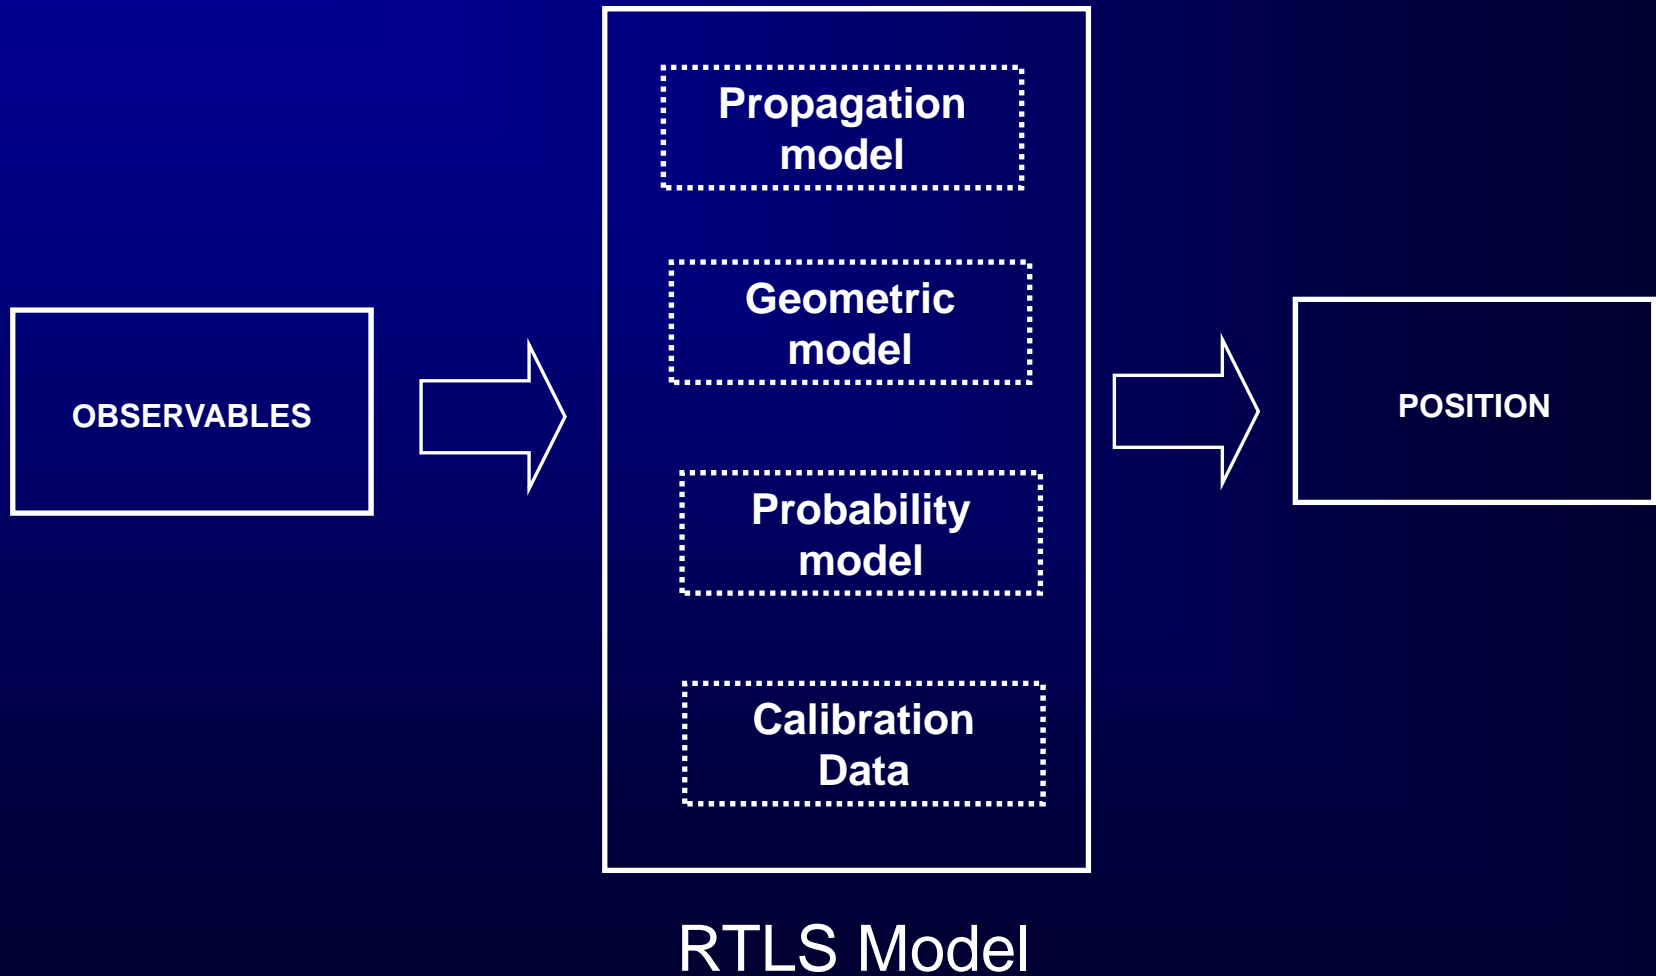 OBSERVABLES
Propagation
model
Geometric
model
Probability
model
Calibration
Data
POSITION
RTLS Model